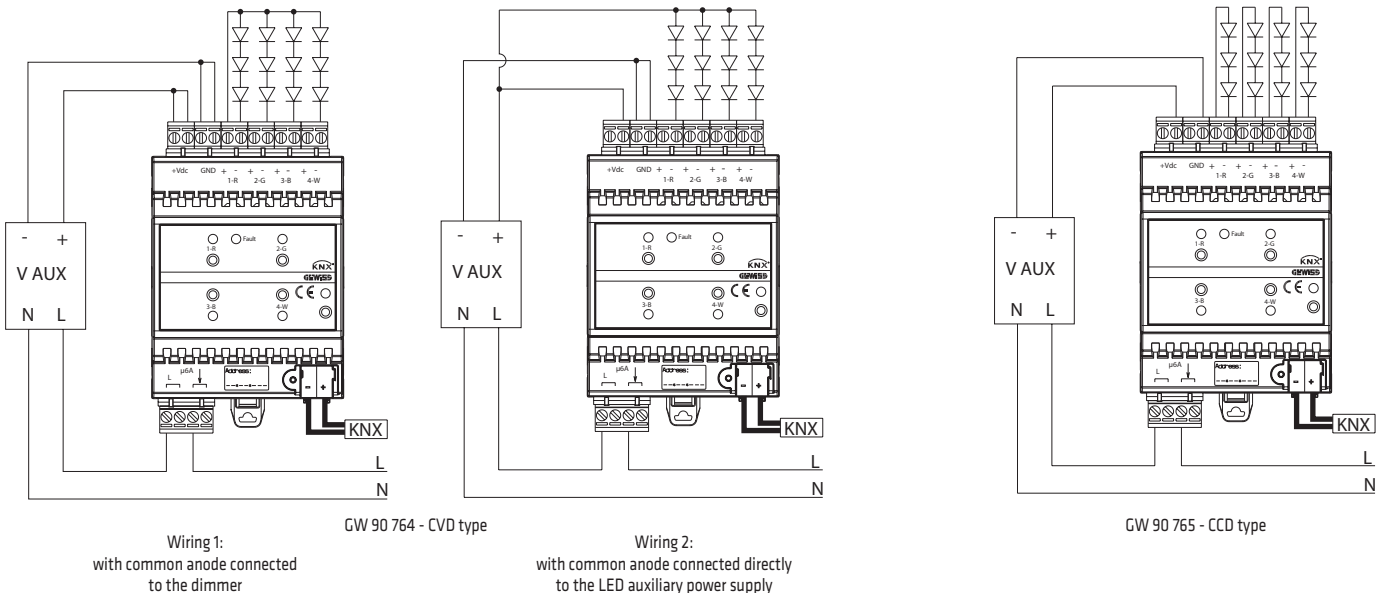 +Vdc GND + - + - + - + -
1-R 2-G 3-B 4-W
- +
V AUX
N L
1-R Fault 2-G
KNX
GEWISS
3-B 4-W CE
L µ6A Address:
- +
KNX
L
N
+Vdc GND + - + - + - + -
1-R 2-G 3-B 4-W
- +
V AUX
N L
1-R Fault 2-G
KNX
GEWISS
3-B 4-W CE
L µ6A Address:
- +
KNX
L
N
+Vdc GND + - + - + - + -
1-R 2-G 3-B 4-W
- +
V AUX
N L
1-R Fault 2-G
KNX
GEWISS
3-B 4-W CE
L µ6A Address:
- +
KNX
L
N
GW 90 764 - CVD type
GW 90 765 - CCD type
Wiring 1:
with common anode connected
to the dimmer
Wiring 2:
with common anode connected directly
to the LED auxiliary power supply